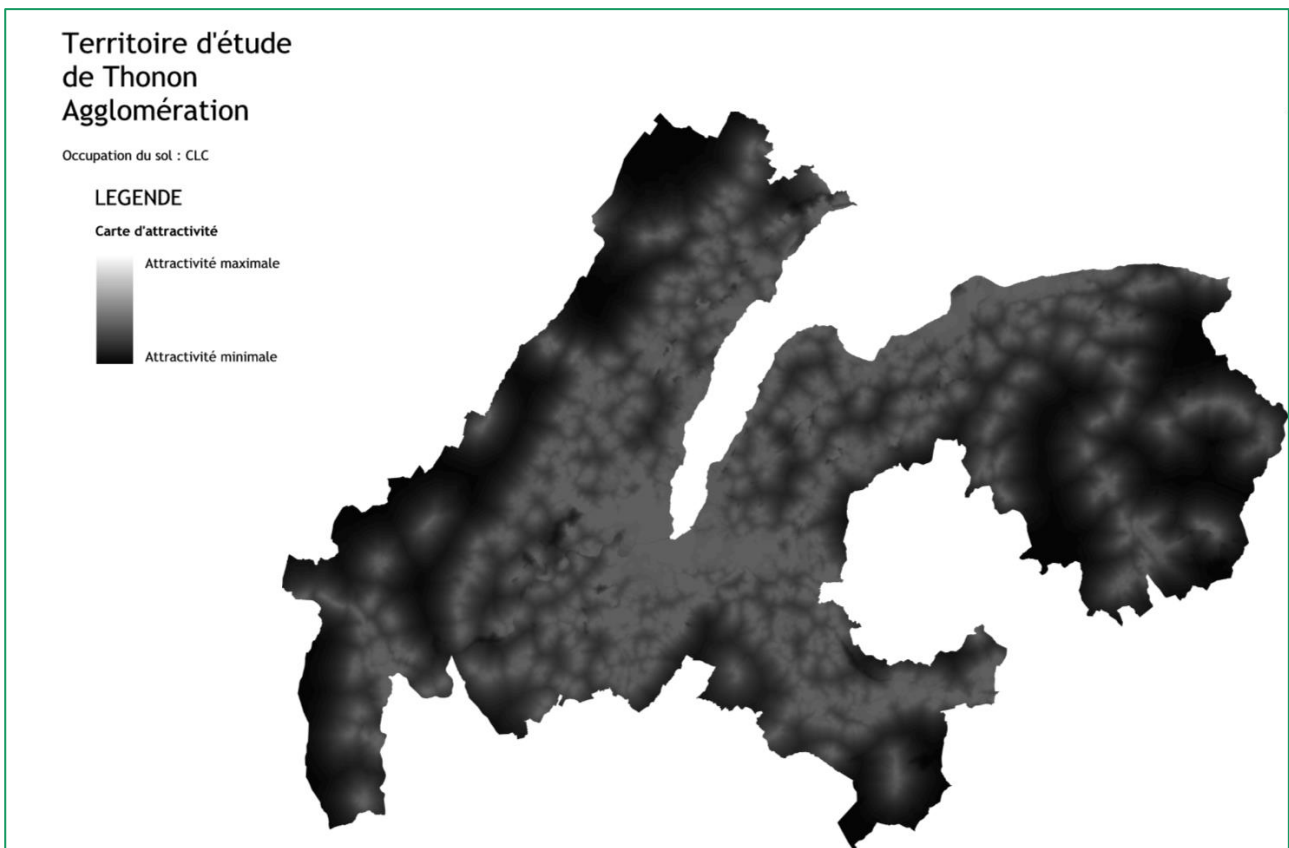 Territoire d'étude
de Thonon
Agglomération
Occupation du sol : CLC
LEGENDE
Carte d'attractivité
Attractivité maximale
Attractivité minimale